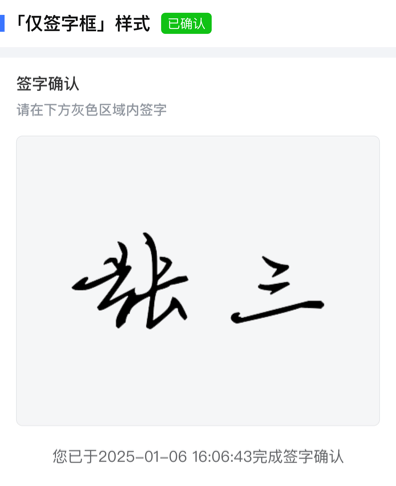 「仅签字框」样式 已确认
签字确认
请在下方灰色区域内签字
张三
您已于2025-01-06 16:06:43完成签字确认